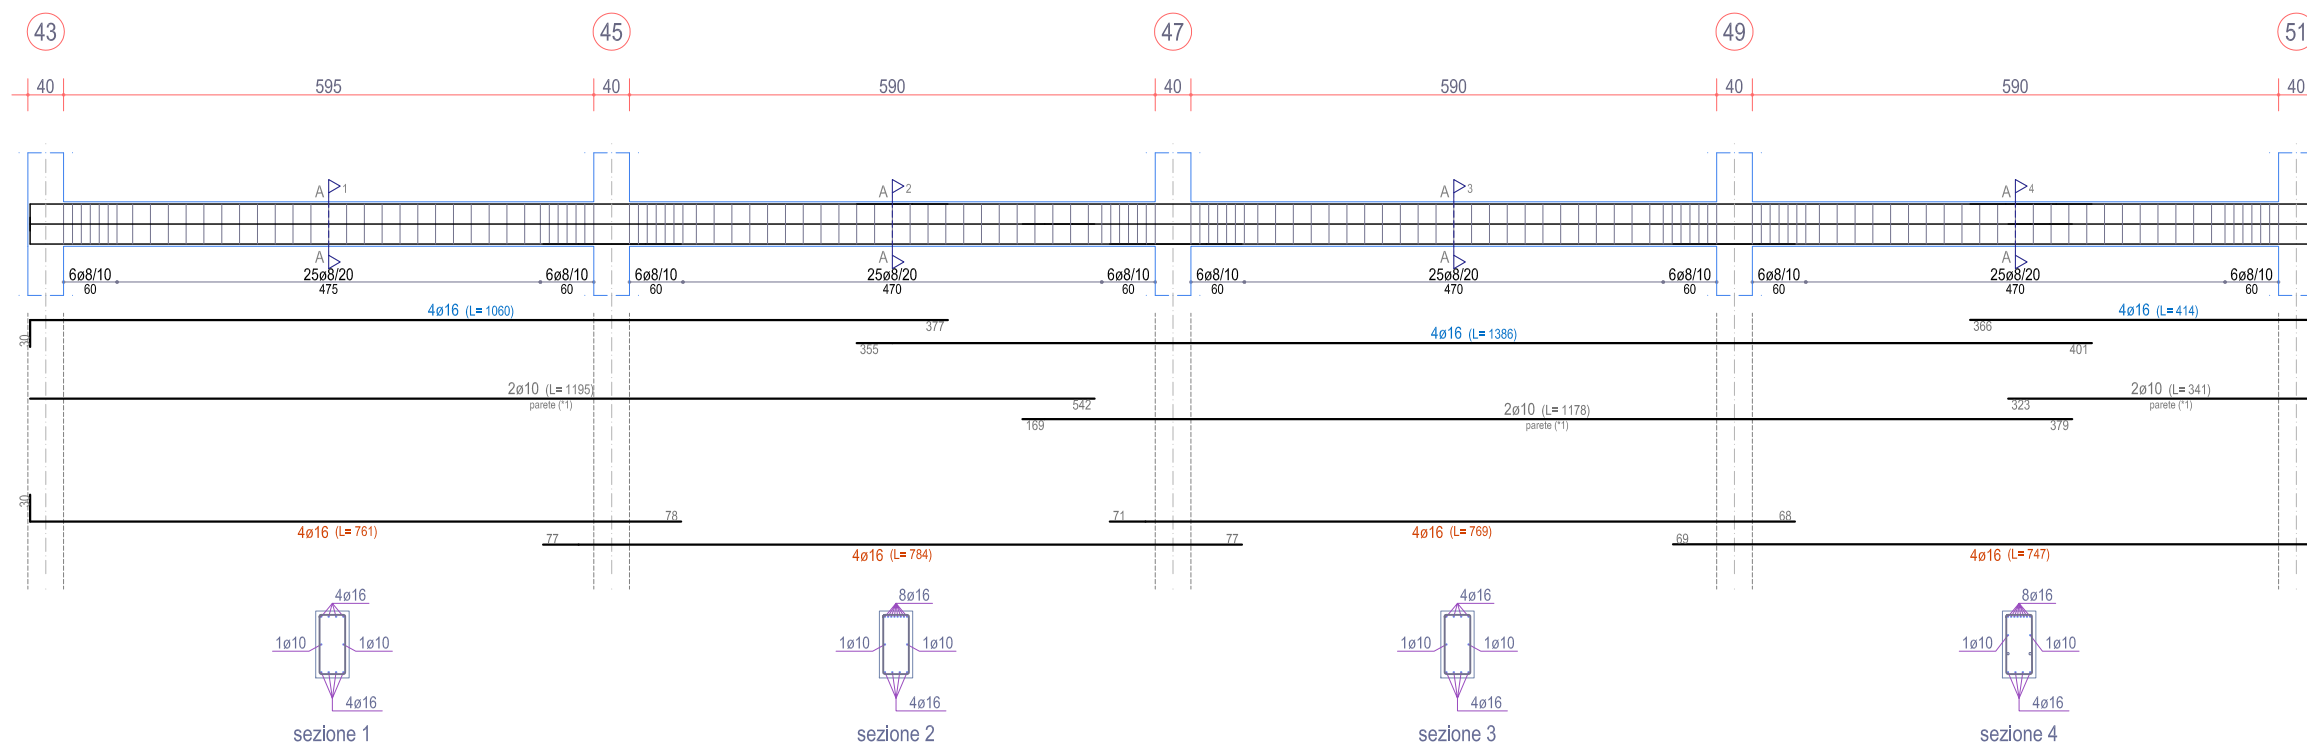 43 45 47 49 51
40 595 40 590 40 590 40 590 40
A 1 A 2 A 3 A 4
A A A A
6ø8/10 25ø8/20 6ø8/10 6ø8/10 25ø8/20 6ø8/10 6ø8/10 25ø8/20 6ø8/10 6ø8/10 25ø8/20 6ø8/10
60 475 60 60 470 60 60 470 60 60 470 60
4ø16 (L=1060) 4ø16 (L=414)
30 377 366
4ø16 (L=1386)
355 401
2ø10 (L=1195) 2ø10 (L=341)
parete (*1) 542 323 parete (*1)
2ø10 (L=1178)
169 parete (*1) 379
30 78 71 68
4ø16 (L=761) 4ø16 (L=769)
77 77 69
4ø16 (L=784) 4ø16 (L=747)
4ø16 8ø16 4ø16 8ø16
1ø10 1ø10 1ø10 1ø10 1ø10 1ø10 1ø10 1ø10
4ø16 4ø16 4ø16 4ø16
sezione 1 sezione 2 sezione 3 sezione 4